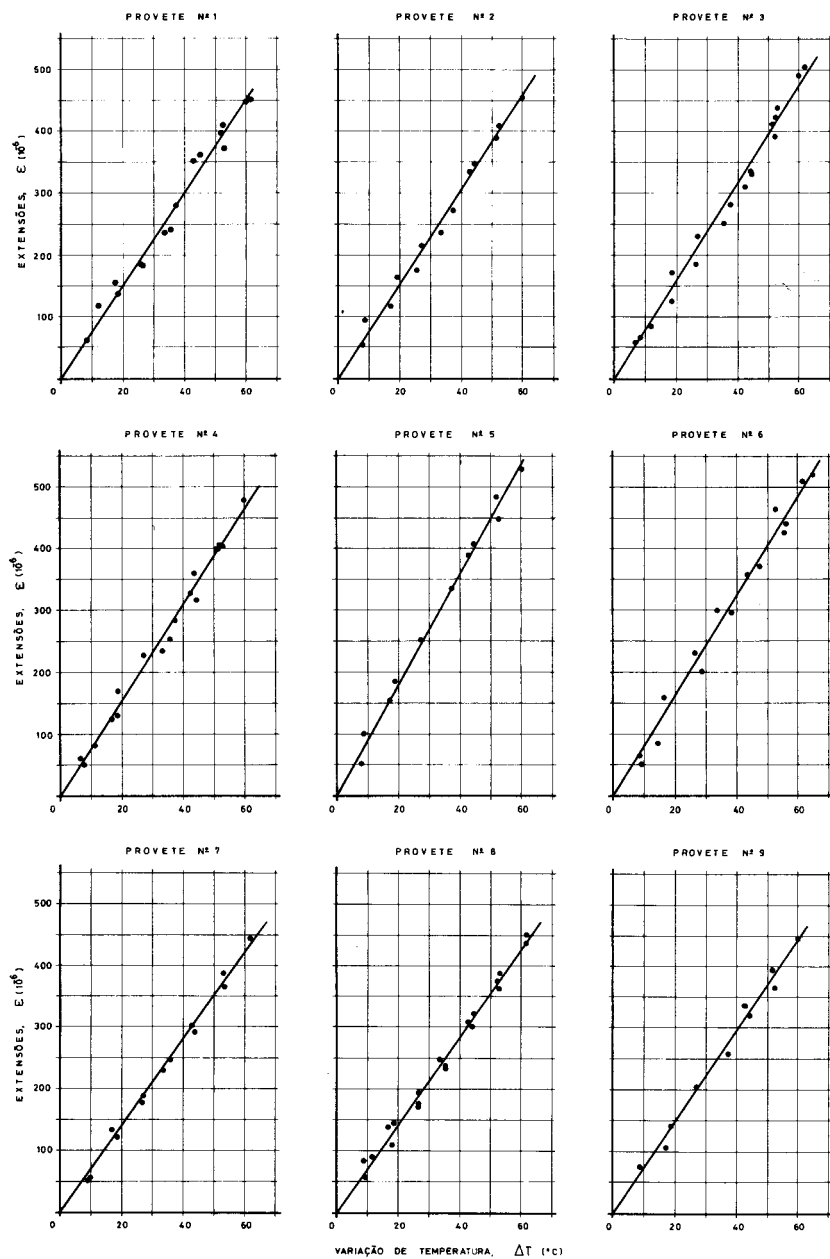 PROVETE Nº 1
PROVETE Nº 2
PROVETE Nº 3
EXTENSÕES, ε (10⁶)
500
400
300
200
100
0 20 40 60
0 20 40 60
0 20 40 60
PROVETE Nº 4
PROVETE Nº 5
PROVETE Nº 6
EXTENSÕES, ε (10⁶)
500
400
300
200
100
0 20 40 60
0 20 40 60
0 20 40 60
PROVETE Nº 7
PROVETE Nº 8
PROVETE Nº 9
EXTENSÕES, ε (10⁶)
500
400
300
200
100
0 20 40 60
0 20 40 60
0 20 40 60
VARIAÇÃO DE TEMPERATURA, ΔT (°C)